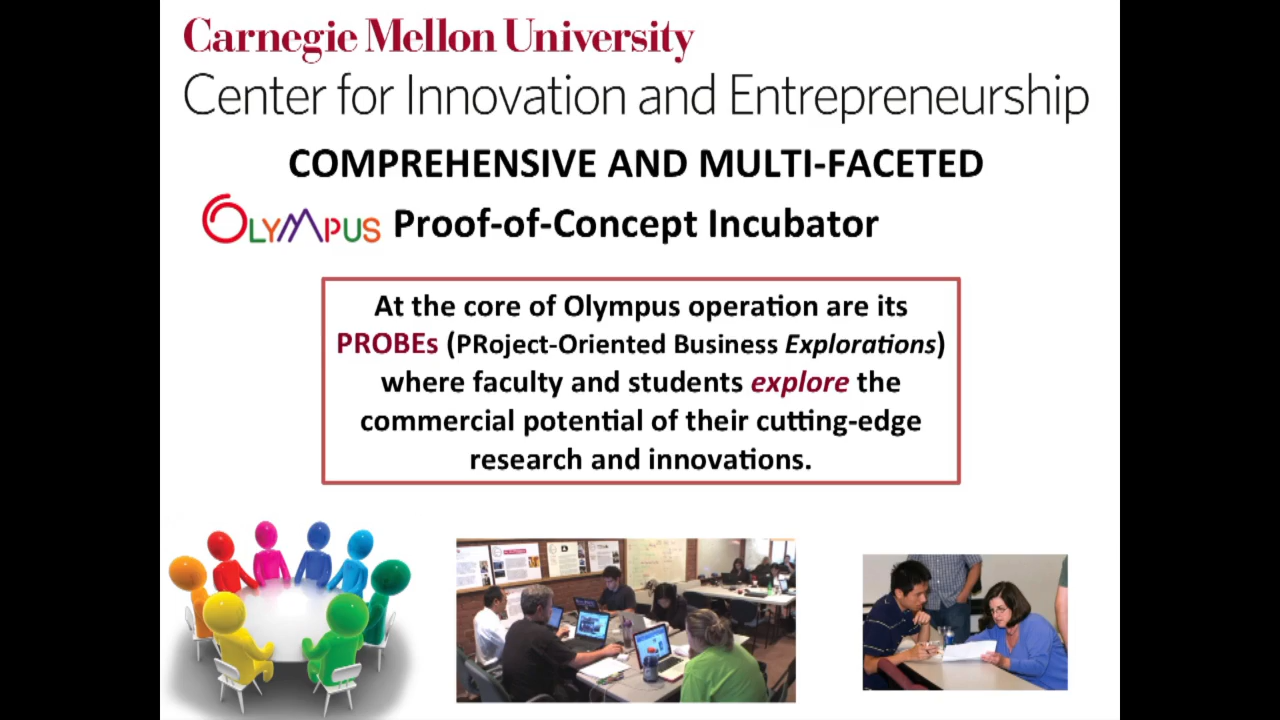 Carnegie Mellon University
Center for Innovation and Entrepreneurship
COMPREHENSIVE AND MULTI-FACETED
OLYMPUS Proof-of-Concept Incubator
At the core of Olympus operation are its
PROBEs (PRoject-Oriented Business Explorations)
where faculty and students explore the
commercial potential of their cutting-edge
research and innovations.